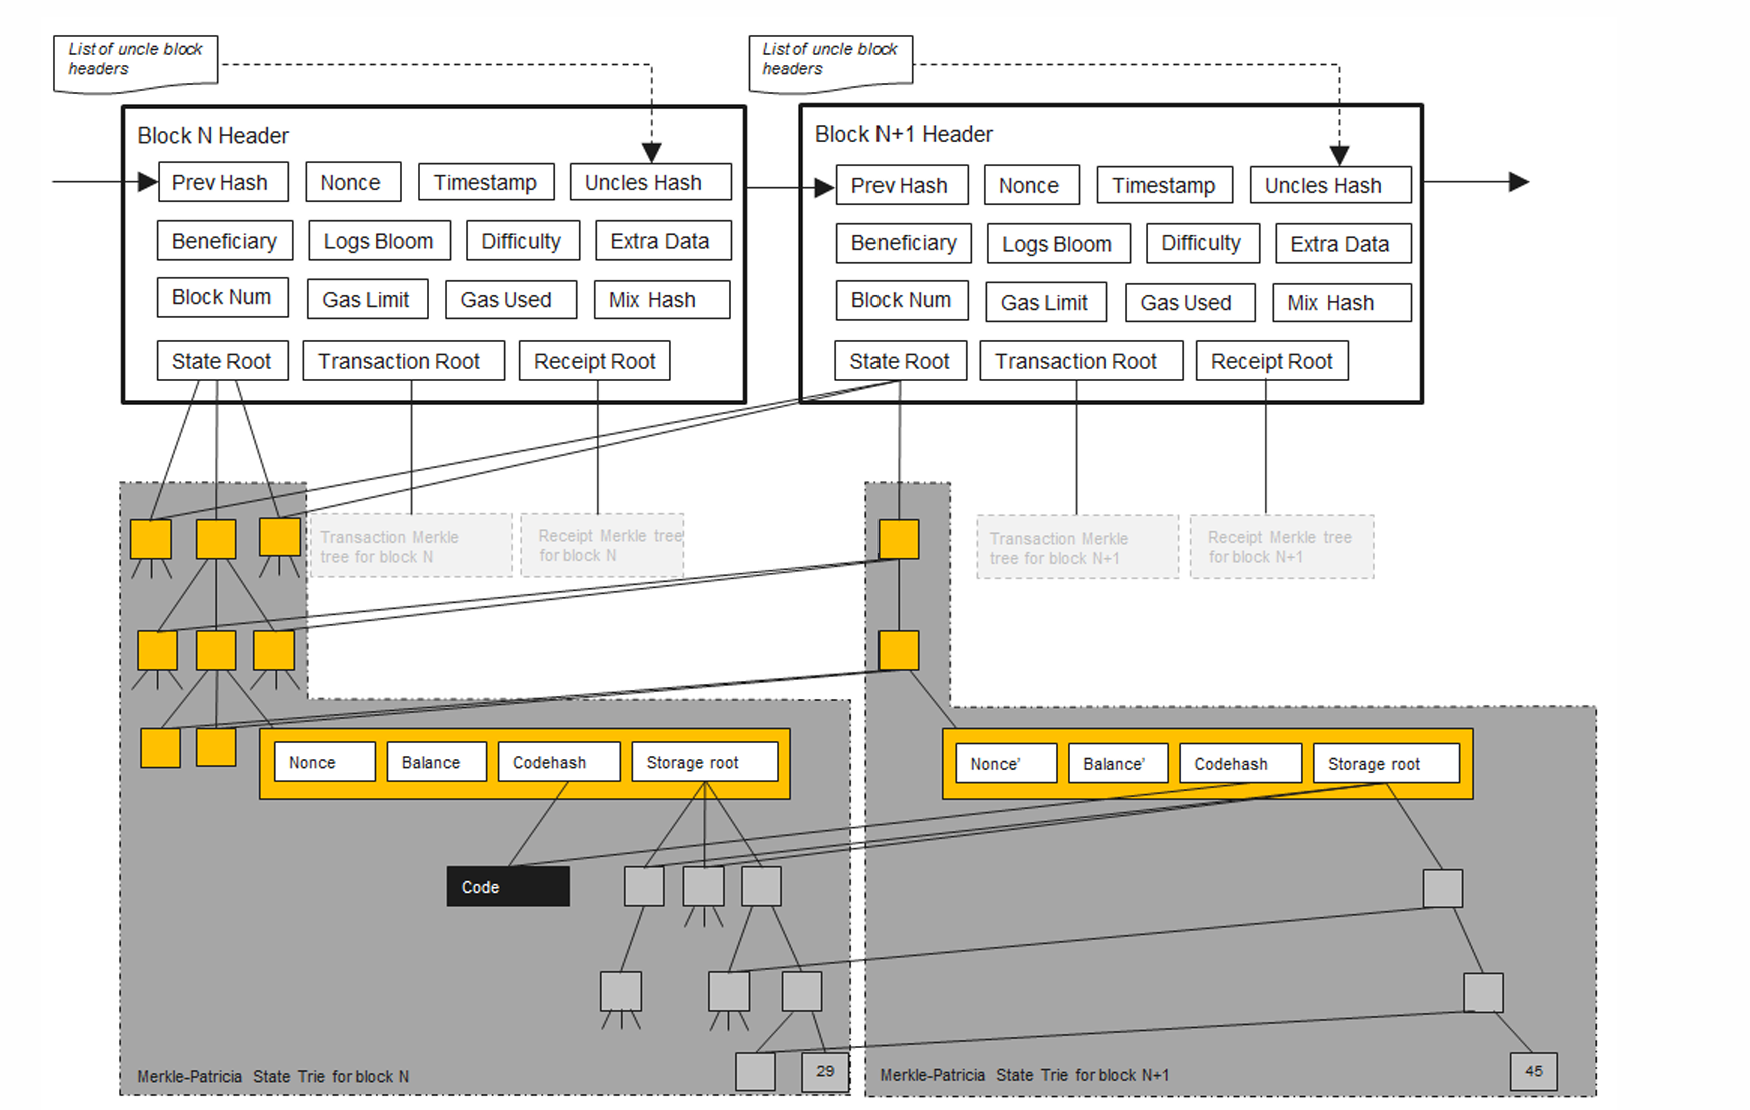 List of uncle block
headers
List of uncle block
headers
Block N Header
Prev Hash
Nonce
Timestamp
Uncles Hash
Beneficiary
Logs Bloom
Difficulty
Extra Data
Block Num
Gas Limit
Gas Used
Mix Hash
State Root
Transaction Root
Receipt Root
Block N+1 Header
Prev Hash
Nonce
Timestamp
Uncles Hash
Beneficiary
Logs Bloom
Difficulty
Extra Data
Block Num
Gas Limit
Gas Used
Mix Hash
State Root
Transaction Root
Receipt Root
Transaction Merkle
tree for block N
Receipt Merkle tree
for block N
Transaction Merkle
tree for block N+1
Receipt Merkle tree
for block N+1
Nonce
Balance
Codehash
Storage root
Nonce’
Balance’
Codehash
Storage root
Code
29
Merkle-Patricia State Trie for block N
45
Merkle-Patricia State Trie for block N+1